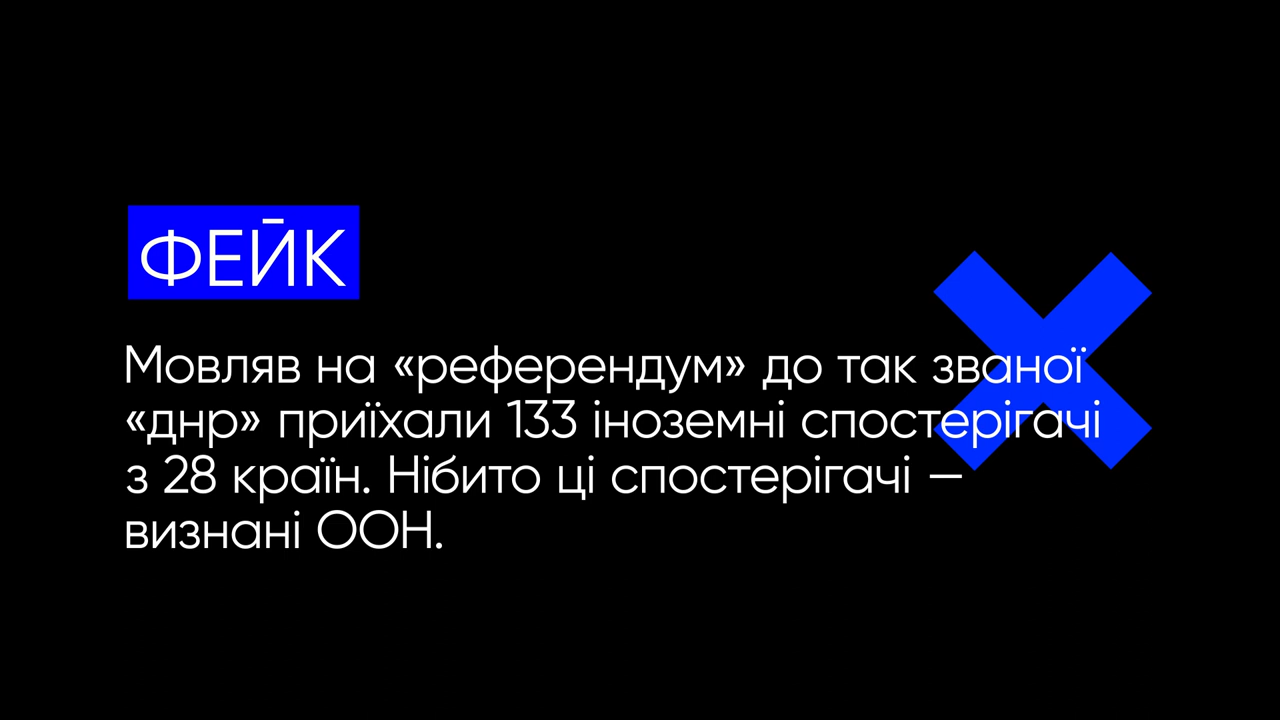 ФЕЙК
Мовляв на «референдум» до так званої
«днр» приїхали 133 іноземні спостерігачі
з 28 країн. Нібито ці спостерігачі —
визнані ООН.